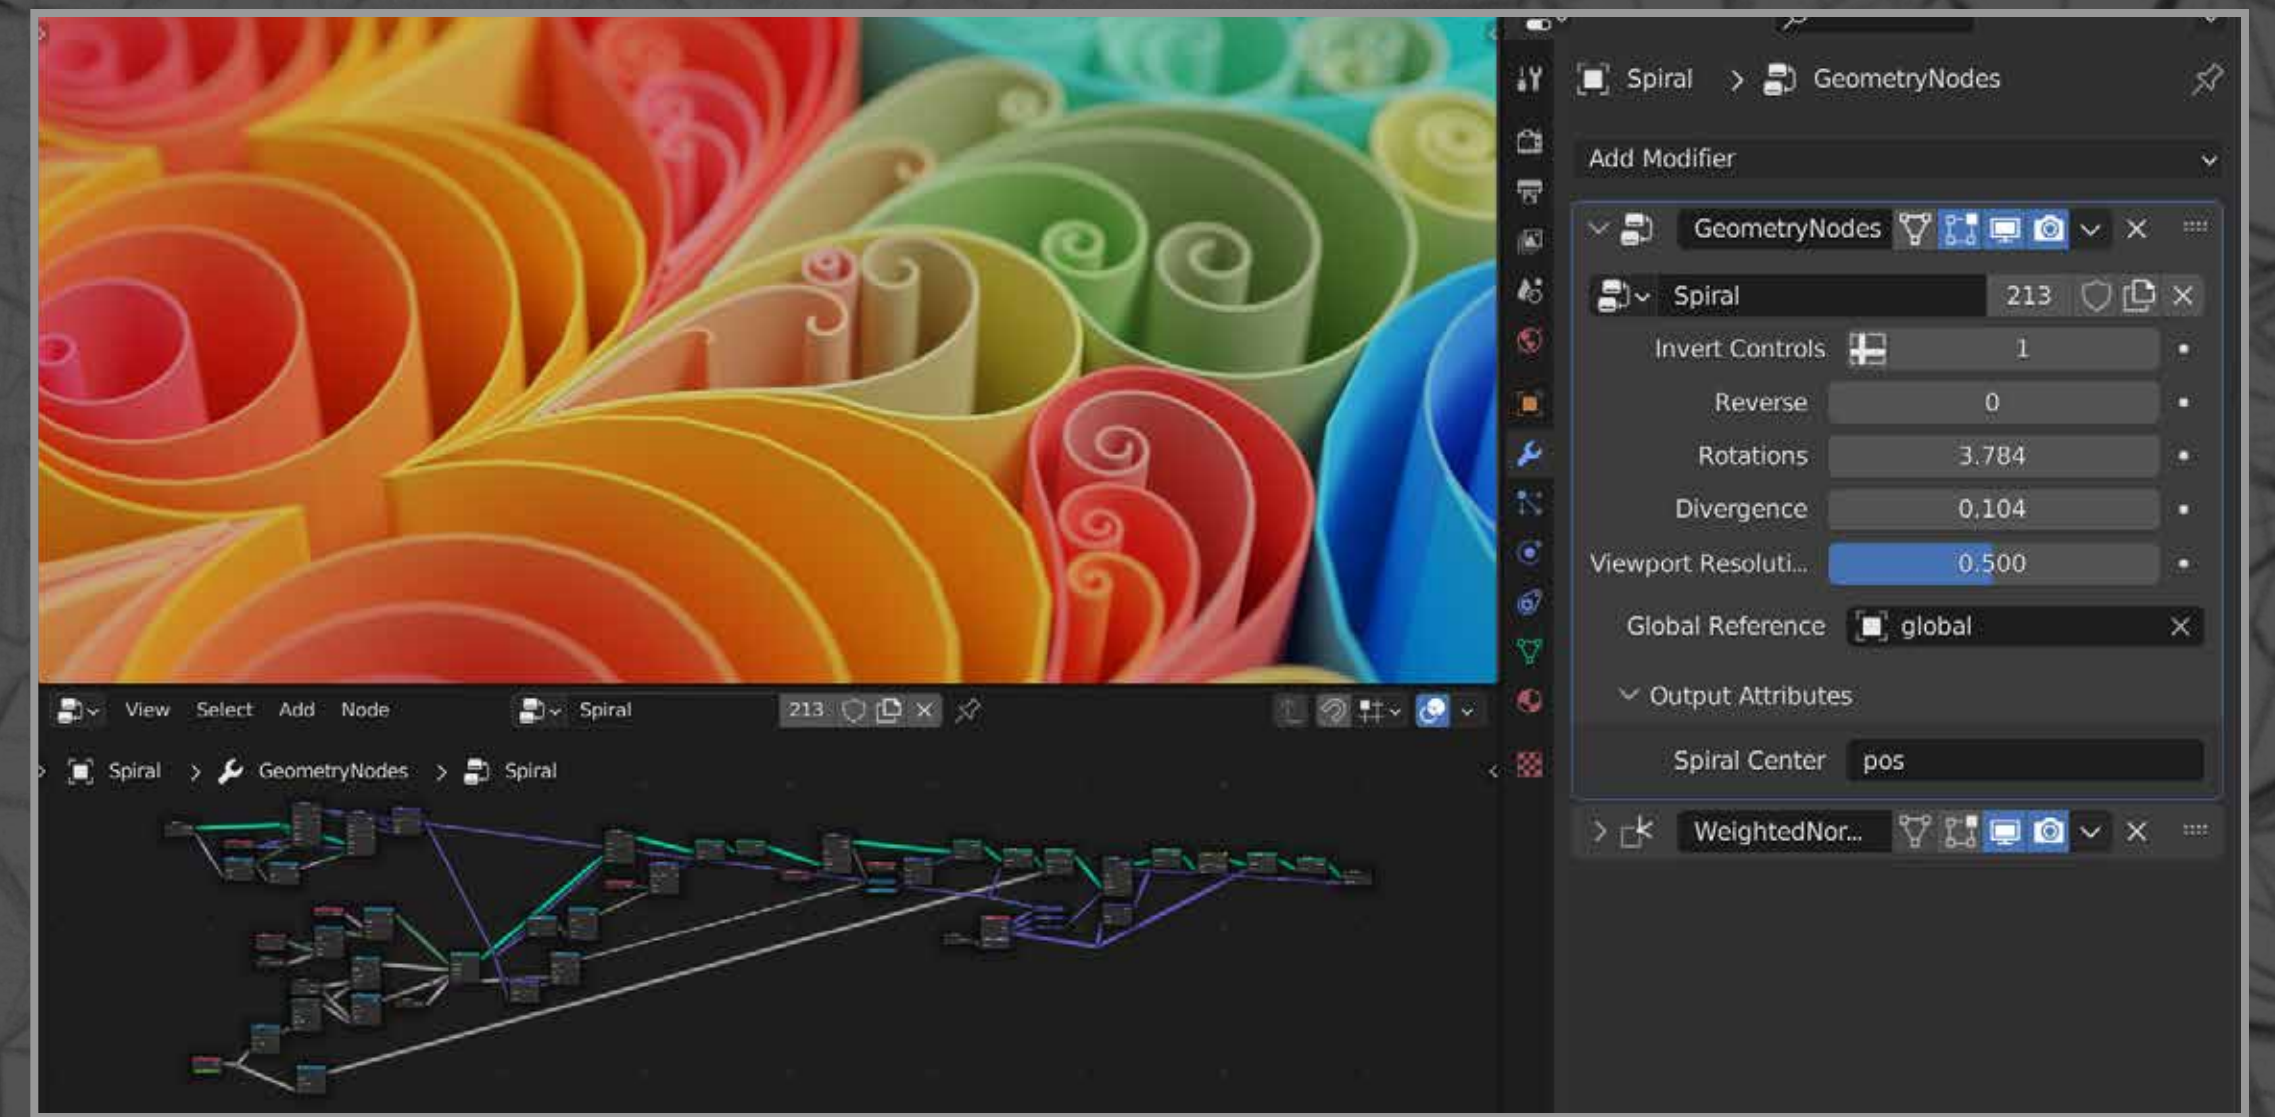 Spiral > GeometryNodes
Add Modifier
GeometryNodes
Spiral 213
Invert Controls 1
Reverse 0
Rotations 3.784
Divergence 0.104
Viewport Resoluti... 0.500
Global Reference global
Output Attributes
Spiral Center pos
WeightedNor...
View Select Add Node Spiral 213
Spiral > GeometryNodes > Spiral